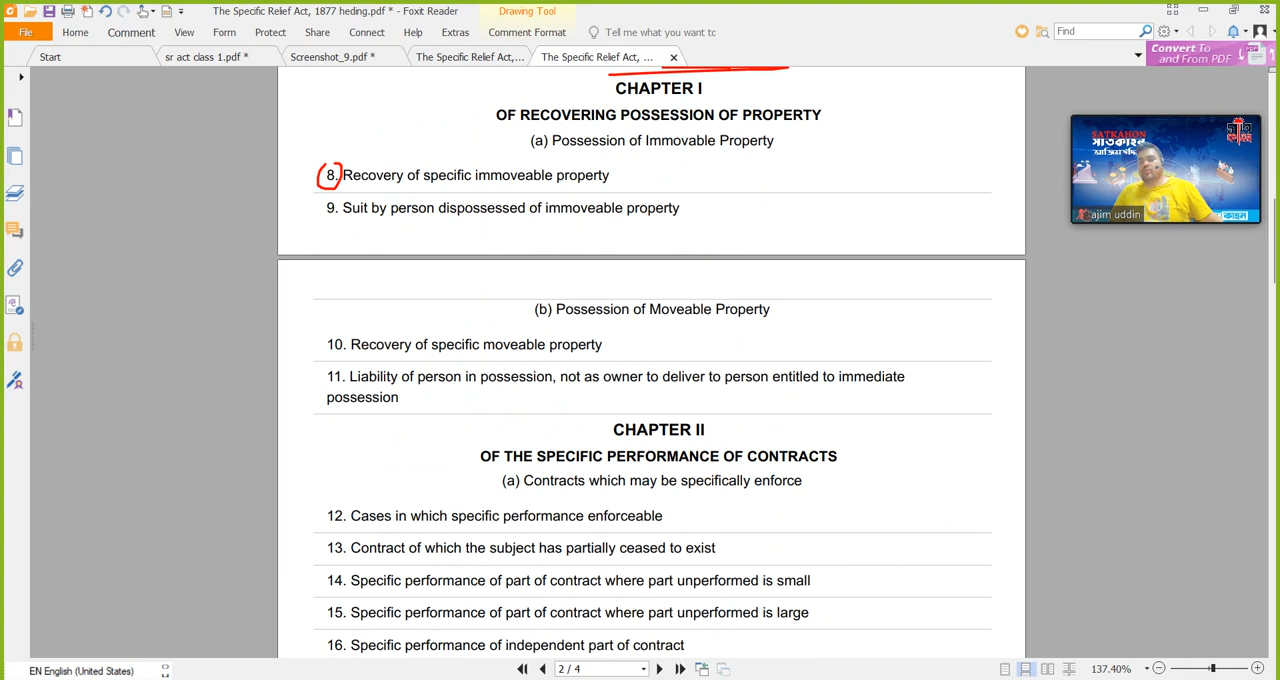 The Specific Relief Act, 1877 heding.pdf * - Foxit Reader
Drawing Tool
File
Home
Comment
View
Form
Protect
Share
Connect
Help
Extras
Comment Format
Tell me what you want to
Find
Start
sr act class 1.pdf *
Screenshot_9.pdf *
The Specific Relief Act,...
The Specific Relief Act, ...
Convert To
and From PDF
CHAPTER I
OF RECOVERING POSSESSION OF PROPERTY
(a) Possession of Immovable Property
8. Recovery of specific immoveable property
9. Suit by person dispossessed of immoveable property
SATKAHON
সাতকাহন
ajim uddin
(b) Possession of Moveable Property
10. Recovery of specific moveable property
11. Liability of person in possession, not as owner to deliver to person entitled to immediate
possession
CHAPTER II
OF THE SPECIFIC PERFORMANCE OF CONTRACTS
(a) Contracts which may be specifically enforce
12. Cases in which specific performance enforceable
13. Contract of which the subject has partially ceased to exist
14. Specific performance of part of contract where part unperformed is small
15. Specific performance of part of contract where part unperformed is large
16. Specific performance of independent part of contract
EN English (United States)
2 / 4
137.40%